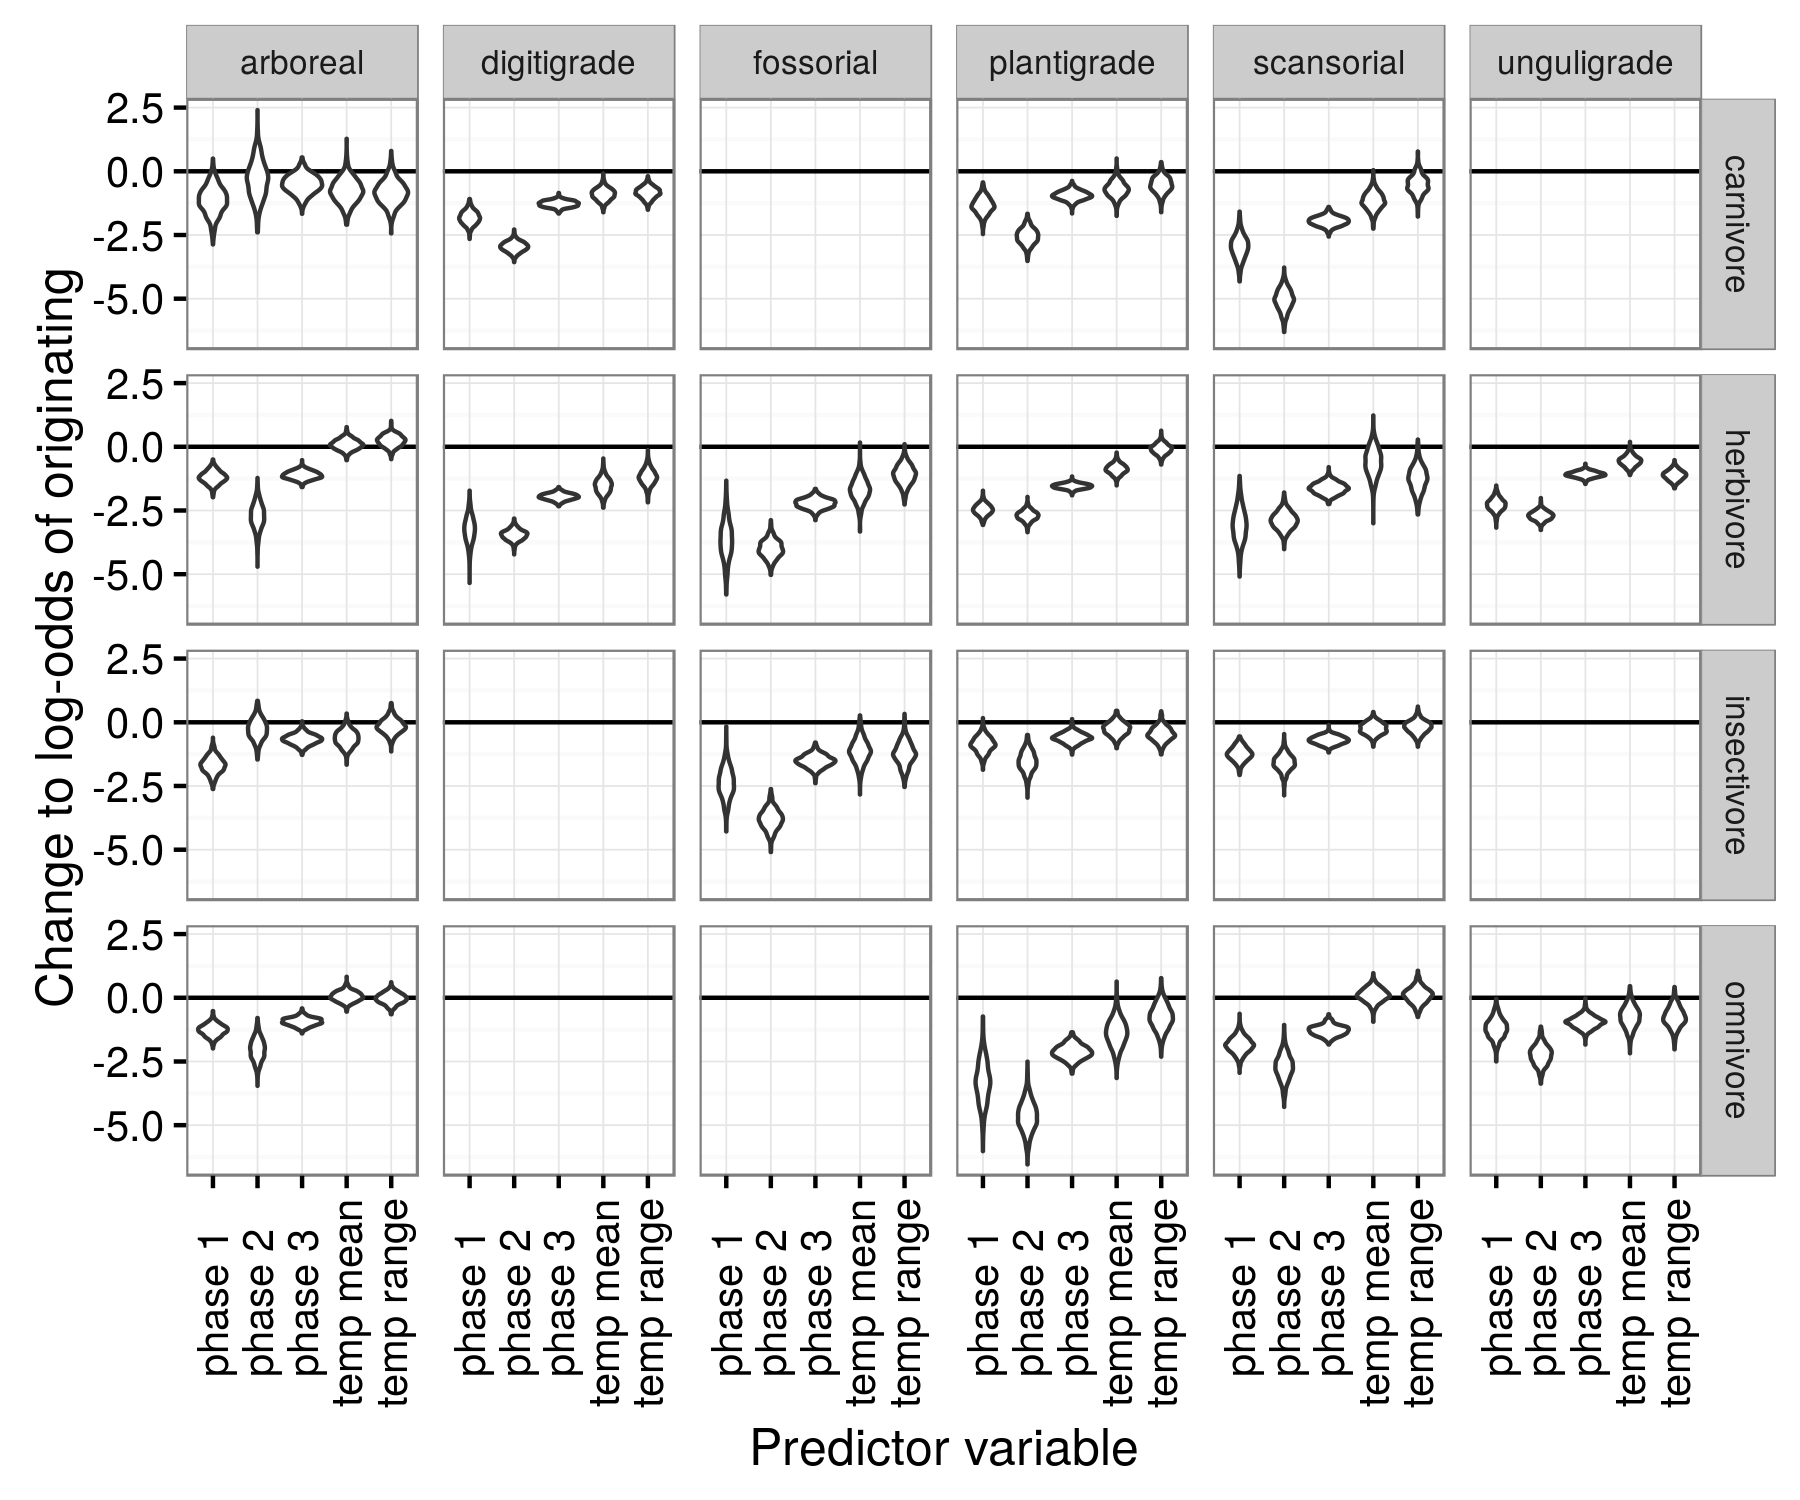 arboreal digitigrade fossorial plantigrade scansorial unguligrade
2.5
0.0
-2.5
-5.0
carnivore
2.5
0.0
-2.5
-5.0
herbivore
2.5
0.0
-2.5
-5.0
insectivore
2.5
0.0
-2.5
-5.0
omnivore
Change to log-odds of originating
phase 1 phase 2 phase 3 temp mean temp range phase 1 phase 2 phase 3 temp mean temp range phase 1 phase 2 phase 3 temp mean temp range phase 1 phase 2 phase 3 temp mean temp range phase 1 phase 2 phase 3 temp mean temp range phase 1 phase 2 phase 3 temp mean temp range
Predictor variable